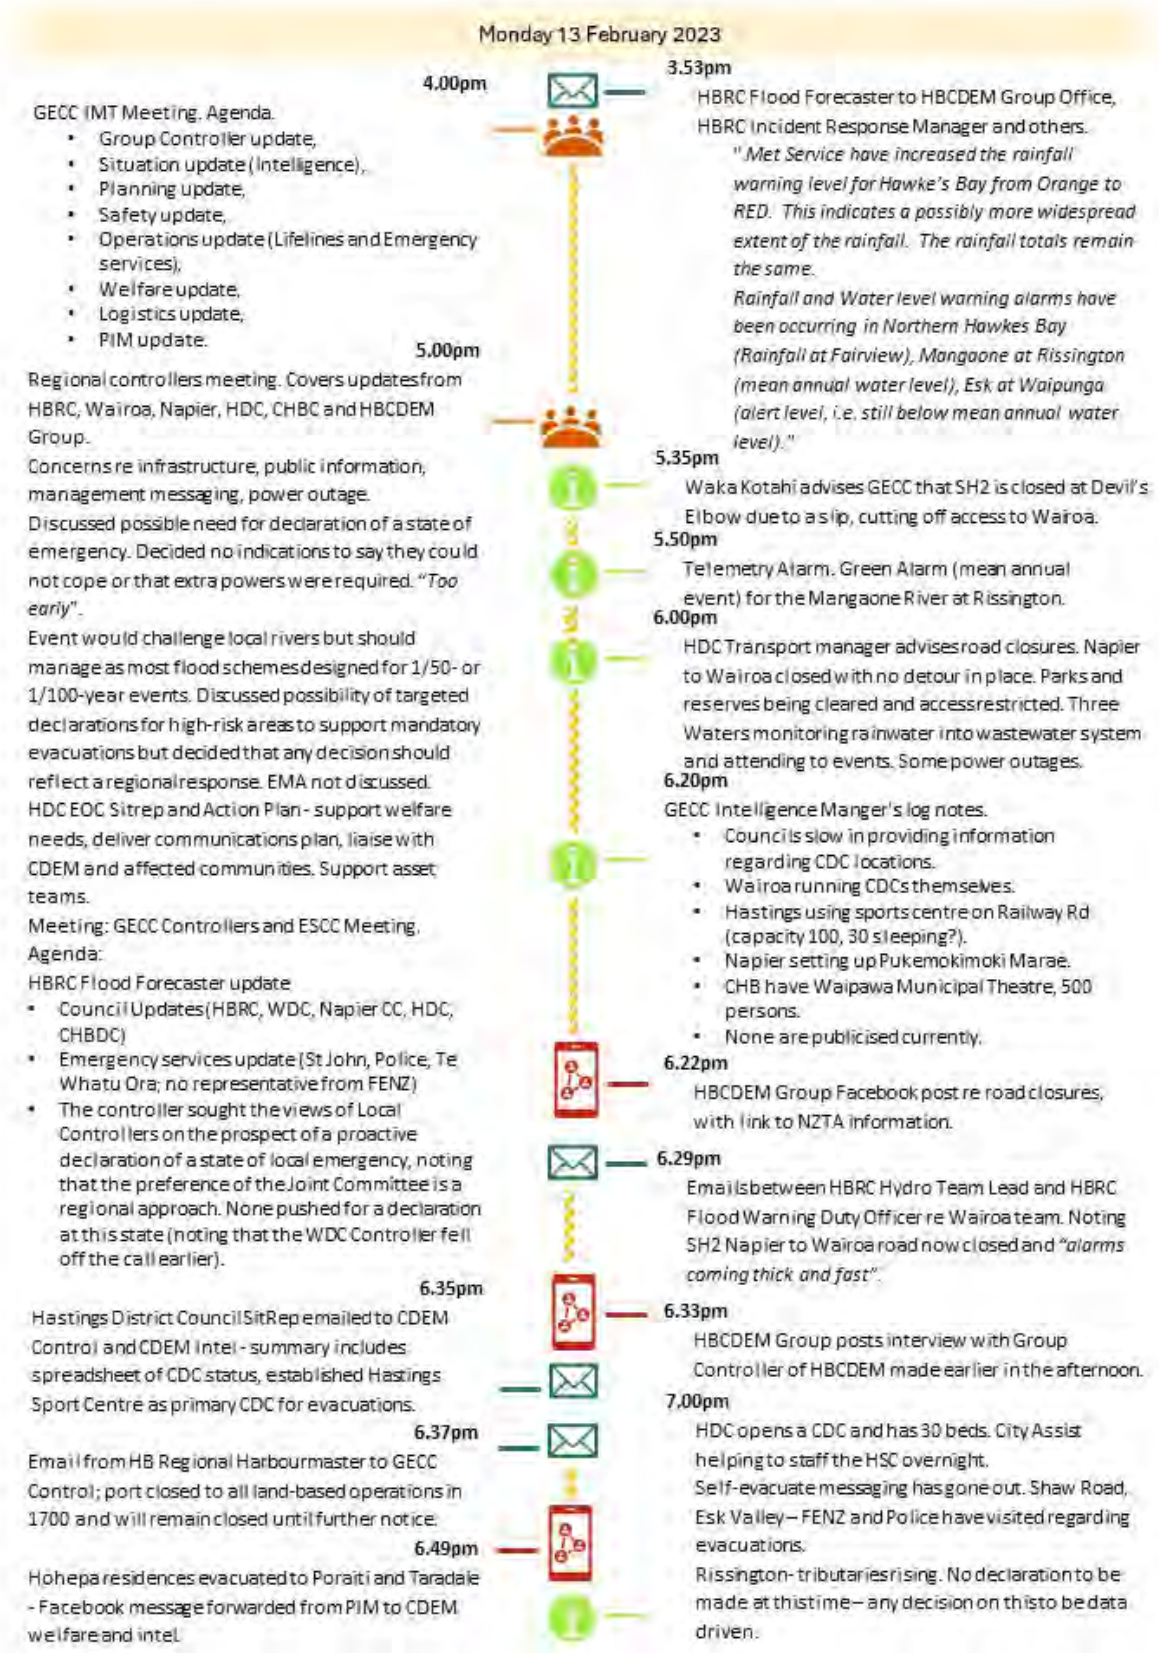 Monday 13 February 2023
3.53pm
HBRC Flood Forecaster to HBCDEM Group Office,
HBRC Incident Response Manager and others.
"Met Service have increased the rainfall
warning level for Hawke's Bay from Orange to
RED. This indicates a possibly more widespread
extent of the rainfall. The rainfall totals remain
the same.
Rainfall and Water level warning alarms have
been occurring in Northern Hawkes Bay
(Rainfall at Fairview), Mangaone at Rissington
(mean annual water level), Esk at Waipunga
(alert level, i.e. still below mean annual water
level)."
4.00pm
GECC IMT Meeting. Agenda.
• Group Controller update,
• Situation update (Intelligence),
• Planning update,
• Safety update,
• Operations update (Lifelines and Emergency
services),
• Welfare update,
• Logistics update,
• PIM update.
5.00pm
Regional controllers meeting. Covers updates from
HBRC, Wairoa, Napier, HDC, CHBC and HBCDEM
Group.
Concerns re infrastructure, public information,
management messaging, power outage.
Discussed possible need for declaration of a state of
emergency. Decided no indications to say they could
not cope or that extra powers were required. "Too
early".
Event would challenge local rivers but should
manage as most flood schemes designed for 1/50- or
1/100-year events. Discussed possibility of targeted
declarations for high-risk areas to support mandatory
evacuations but decided that any decision should
reflect a regional response. EMA not discussed.
HDC EOC Sitrep and Action Plan - support welfare
needs, deliver communications plan, liaise with
CDEM and affected communities. Support asset
teams.
Meeting: GECC Controllers and ESCC Meeting.
Agenda:
HBRC Flood Forecaster update
• Council Updates (HBRC, WDC, Napier CC, HDC,
CHBDC)
• Emergency services update (St John, Police, Te
Whatu Ora; no representative from FENZ)
• The controller sought the views of Local
Controllers on the prospect of a proactive
declaration of a state of local emergency, noting
that the preference of the Joint Committee is a
regional approach. None pushed for a declaration
at this state (noting that the WDC Controller fell
off the call earlier).
5.35pm
Waka Kotahi advises GECC that SH2 is closed at Devil's
Elbow due to a slip, cutting off access to Wairoa.
5.50pm
Telemetry Alarm. Green Alarm (mean annual
event) for the Mangaone River at Rissington.
6.00pm
HDC Transport manager advises road closures. Napier
to Wairoa closed with no detour in place. Parks and
reserves being cleared and access restricted. Three
Waters monitoring rainwater into wastewater system
and attending to events. Some power outages.
6.20pm
GECC Intelligence Manger's log notes.
• Councils slow in providing information
regarding CDC locations.
• Wairoa running CDCs themselves.
• Hastings using sports centre on Railway Rd
(capacity 100, 30 sleeping?).
• Napier setting up Pukemokimoki Marae.
• CHB have Waipawa Municipal Theatre, 500
persons.
• None are publicised currently.
6.22pm
HBCDEM Group Facebook post re road closures,
with link to NZTA information.
6.29pm
Emails between HBRC Hydro Team Lead and HBRC
Flood Warning Duty Officer re Wairoa team. Noting
SH2 Napier to Wairoa road now closed and "alarms
coming thick and fast".
6.33pm
HBCDEM Group posts interview with Group
Controller of HBCDEM made earlier in the afternoon.
6.35pm
Hastings District Council SitRep emailed to CDEM
Control and CDEM Intel - summary includes
spreadsheet of CDC status, established Hastings
Sport Centre as primary CDC for evacuations.
6.37pm
Email from HB Regional Harbourmaster to GECC
Control; port closed to all land-based operations in
1700 and will remain closed until further notice.
6.49pm
Hohepa residences evacuated to Poraiti and Taradale
- Facebook message forwarded from PIM to CDEM
welfare and intel.
7.00pm
HDC opens a CDC and has 30 beds. City Assist
helping to staff the HSC overnight.
Self-evacuate messaging has gone out. Shaw Road,
Esk Valley – FENZ and Police have visited regarding
evacuations.
Rissington- tributaries rising. No declaration to be
made at this time – any decision on this to be data
driven.